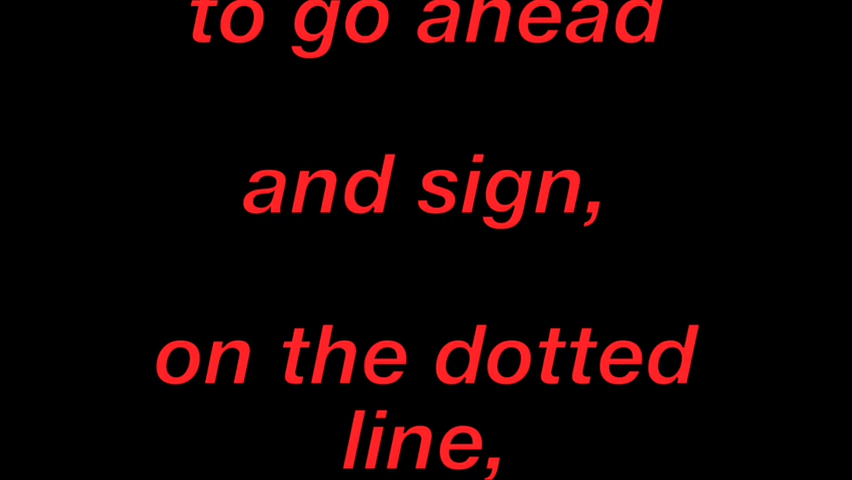 to go ahead
and sign,
on the dotted
line,